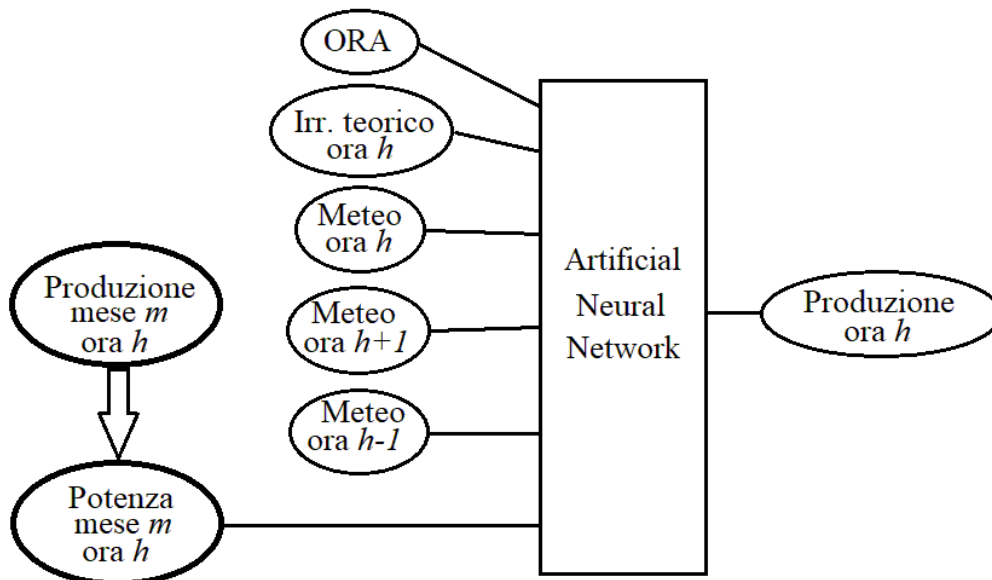 ORA
Irr. teorico
ora h
Meteo
ora h
Meteo
ora h+1
Meteo
ora h-1
Produzione
mese m
ora h
Potenza
mese m
ora h
Artificial
Neural
Network
Produzione
ora h